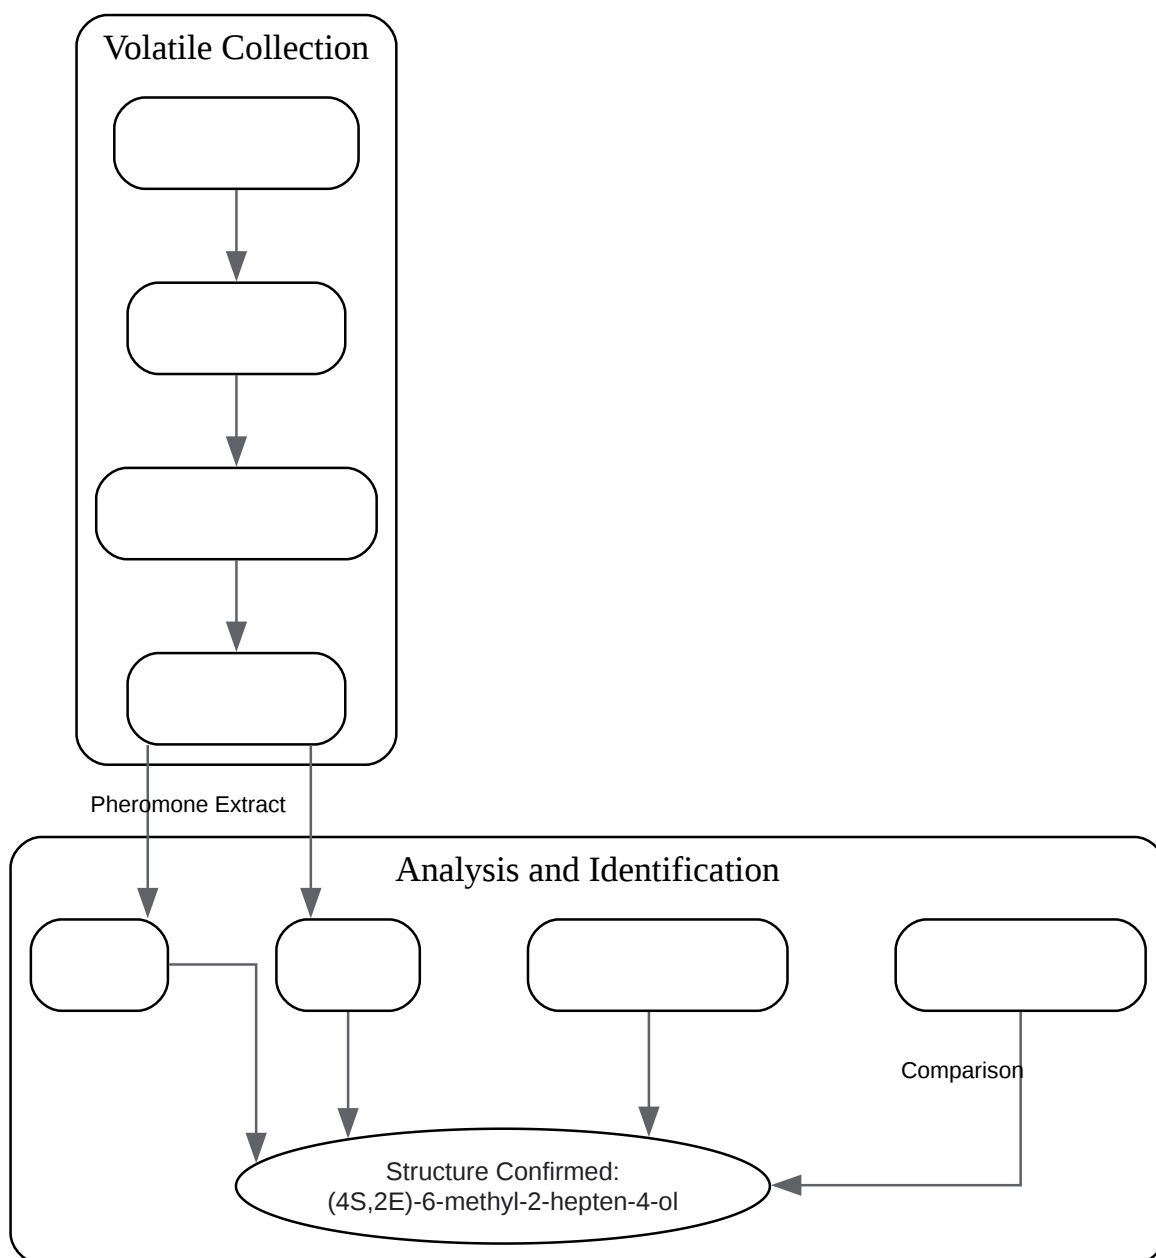 Volatile Collection
Pheromone Extract
Analysis and Identification
Comparison
Structure Confirmed:
(4S,2E)-6-methyl-2-hepten-4-ol